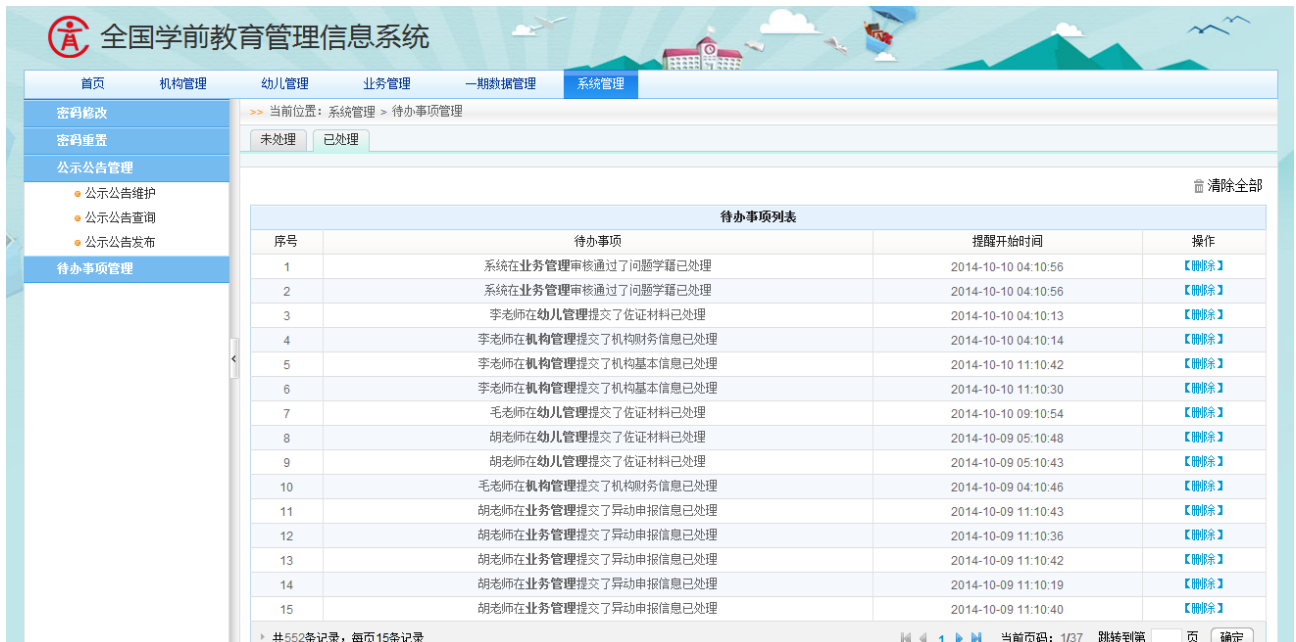 全国学前教育管理信息系统
首页 机构管理 幼儿管理 业务管理 一期数据管理 系统管理
密码修改
密码重置
公示公告管理
公示公告维护
公示公告查询
公示公告发布
待办事项管理
>> 当前位置：系统管理 > 待办事项管理
未处理 已处理
清除全部
待办事项列表
序号 待办事项 提醒开始时间 操作
1 系统在业务管理审核通过了问题学籍已处理 2014-10-10 04:10:56 【删除】
2 系统在业务管理审核通过了问题学籍已处理 2014-10-10 04:10:56 【删除】
3 李老师在幼儿管理提交了佐证材料已处理 2014-10-10 04:10:13 【删除】
4 李老师在机构管理提交了机构财务信息已处理 2014-10-10 04:10:14 【删除】
5 李老师在机构管理提交了机构基本信息已处理 2014-10-10 11:10:42 【删除】
6 李老师在机构管理提交了机构基本信息已处理 2014-10-10 11:10:30 【删除】
7 毛老师在幼儿管理提交了佐证材料已处理 2014-10-10 09:10:54 【删除】
8 胡老师在幼儿管理提交了佐证材料已处理 2014-10-09 05:10:48 【删除】
9 胡老师在幼儿管理提交了佐证材料已处理 2014-10-09 05:10:43 【删除】
10 毛老师在机构管理提交了机构财务信息已处理 2014-10-09 04:10:46 【删除】
11 胡老师在业务管理提交了异动申报信息已处理 2014-10-09 11:10:43 【删除】
12 胡老师在业务管理提交了异动申报信息已处理 2014-10-09 11:10:36 【删除】
13 胡老师在业务管理提交了异动申报信息已处理 2014-10-09 11:10:42 【删除】
14 胡老师在业务管理提交了异动申报信息已处理 2014-10-09 11:10:19 【删除】
15 胡老师在业务管理提交了异动申报信息已处理 2014-10-09 11:10:40 【删除】
共552条记录，每页15条记录 1 当前页码：1/37 跳转到第 页 确定